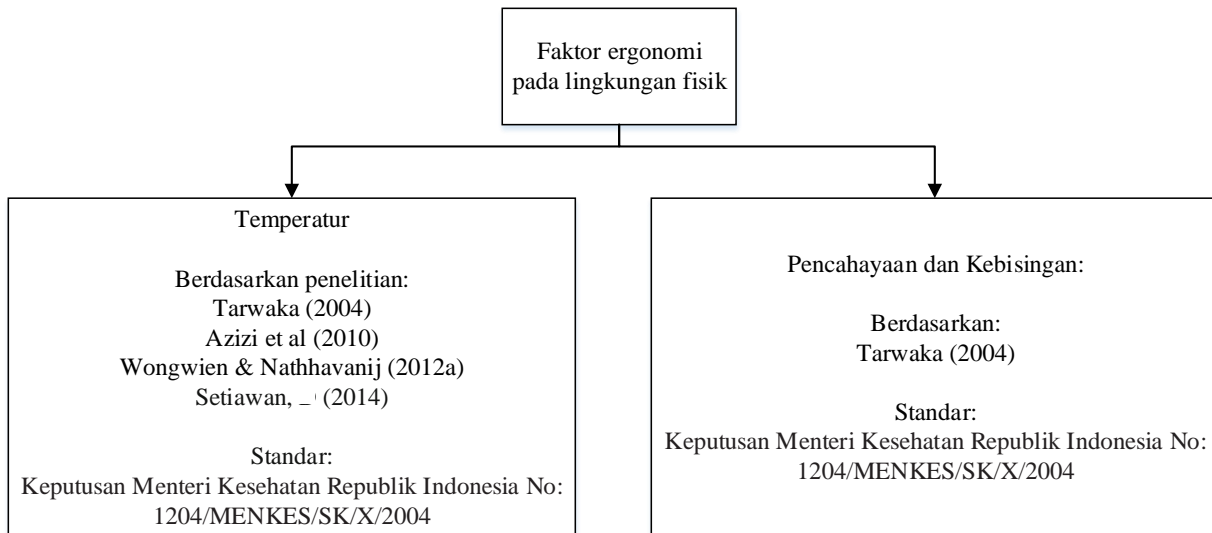 Faktor ergonomi
pada lingkungan fisik
Temperatur
Berdasarkan penelitian:
Tarwaka (2004)
Azizi et al (2010)
Wongwien & Nathhavanij (2012a)
Setiawan, (2014)
Standar:
Keputusan Menteri Kesehatan Republik Indonesia No:
1204/MENKES/SK/X/2004
Pencahayaan dan Kebisingan:
Berdasarkan:
Tarwaka (2004)
Standar:
Keputusan Menteri Kesehatan Republik Indonesia No:
1204/MENKES/SK/X/2004